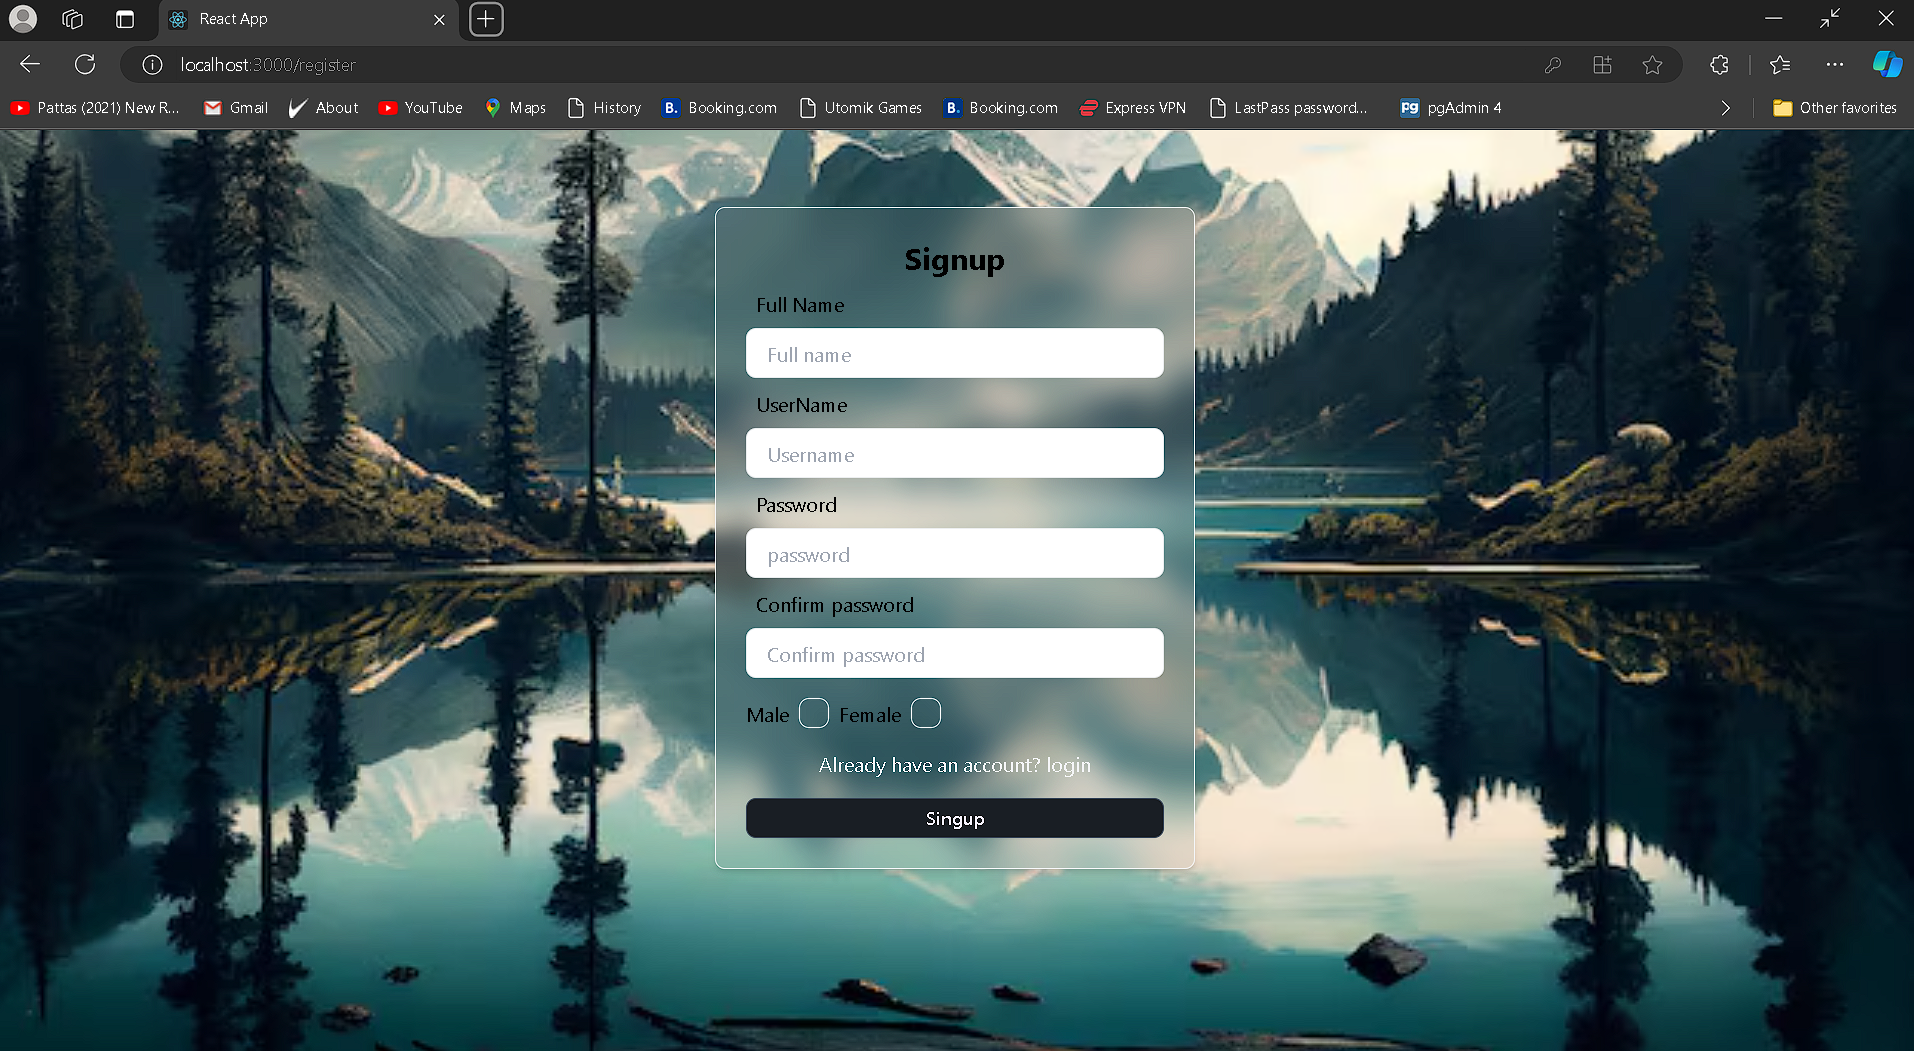 React App
localhost:3000/register
Pattas (2021) New R... Gmail About YouTube Maps History B. Booking.com Utomik Games B. Booking.com Express VPN LastPass password... pg pgAdmin 4 Other favorites
Signup
Full Name
Full name
UserName
Username
Password
password
Confirm password
Confirm password
Male Female
Already have an account? login
Singup